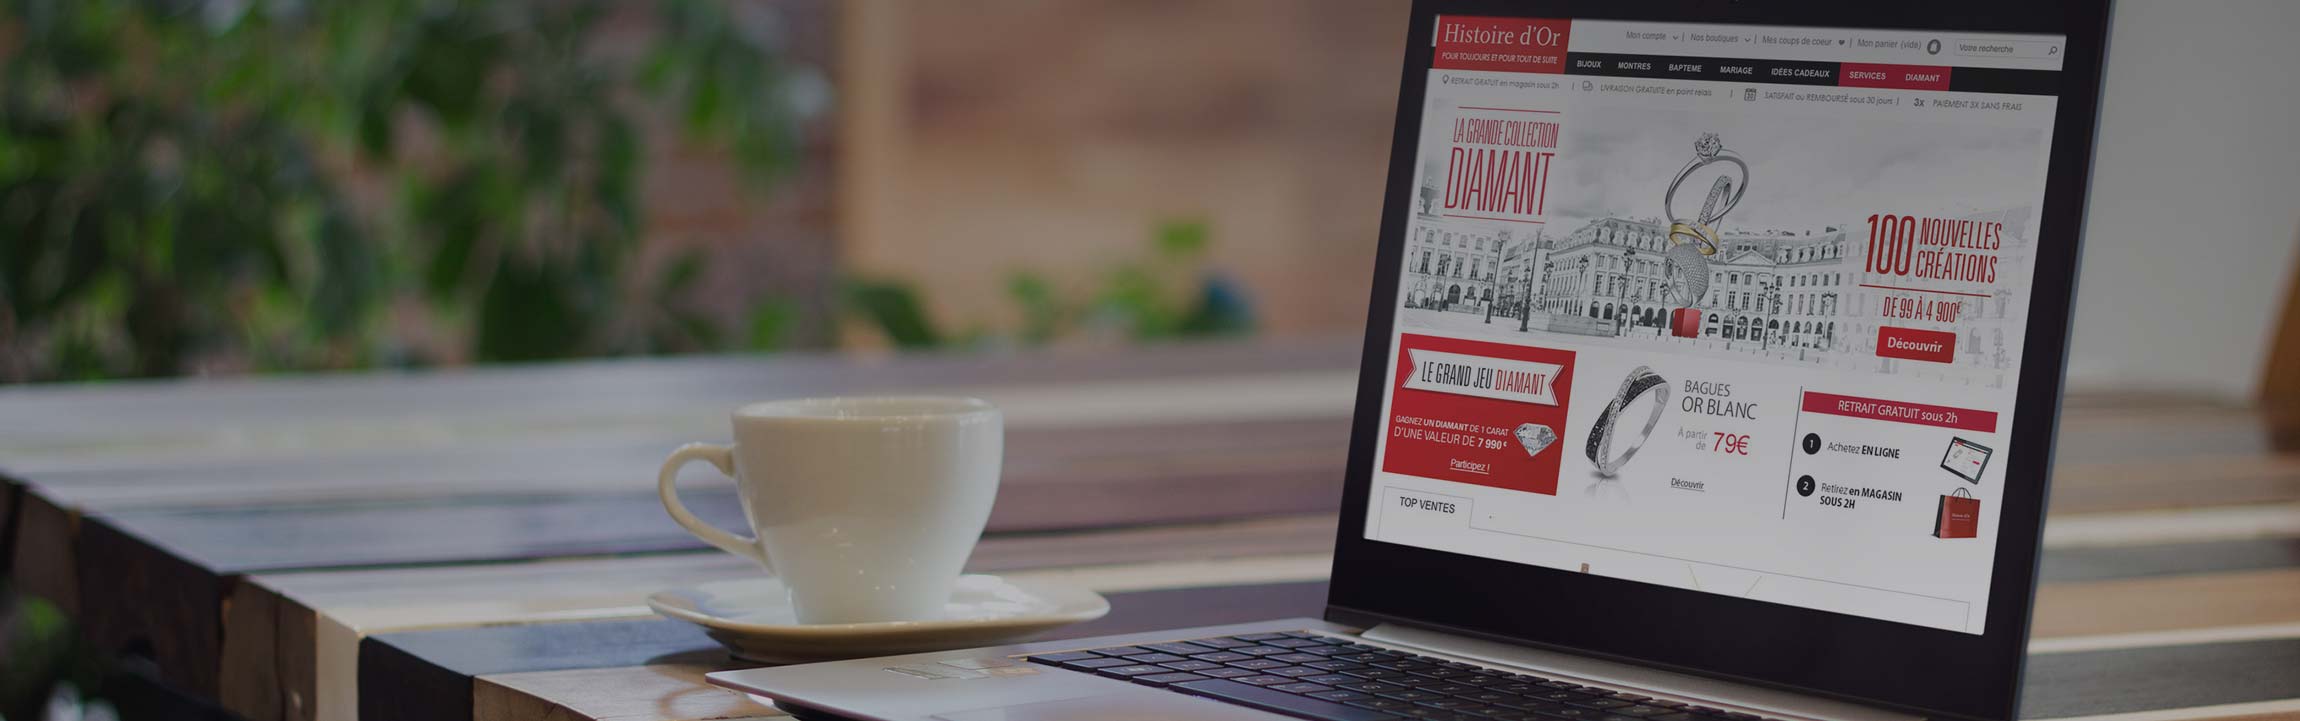 Histoire d'Or
POUR TOUJOURS ET POUR TOUT DE SUITE
Mon compte | Nos boutiques | Mes coups de coeur ♥ | Mon panier (vide)
Votre recherche
BIJOUX MONTRES BAPTEME MARIAGE IDÉES CADEAUX SERVICES DIAMANT
RETRAIT GRATUIT en magasin sous 2h | LIVRAISON GRATUITE en point relais | SATISFAIT ou REMBOURSÉ sous 30 jours | 3x PAIEMENT 3X SANS FRAIS
LA GRANDE COLLECTION
DIAMANT
100 NOUVELLES
CRÉATIONS
DE 99 À 4 900€
Découvrir
LE GRAND JEU DIAMANT
GAGNEZ UN DIAMANT DE 1 CARAT
D'UNE VALEUR DE 7 990€
Participez !
BAGUES
OR BLANC
À partir
de 79€
Découvrir
RETRAIT GRATUIT sous 2h
1 Achetez EN LIGNE
2 Retirez en MAGASIN
SOUS 2H
Histoire d'Or
TOP VENTES